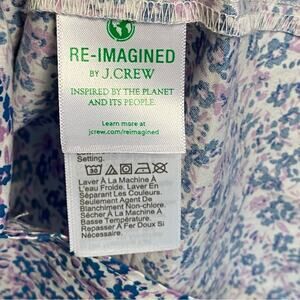 RE-IMAGINED
BY J.CREW
INSPIRED BY THE PLANET
AND ITS PEOPLE
Learn more at
jcrew.com/reimagined
Setting.
30
Laver À La Machine À
L'eau Froide. Laver En
Séparant Les Couleurs.
Seulement Agent De
Blanchiment Non-chlore.
Sécher À La Machine À
Basse Température.
Repasser À Fer Doux Si
Nécessaire.